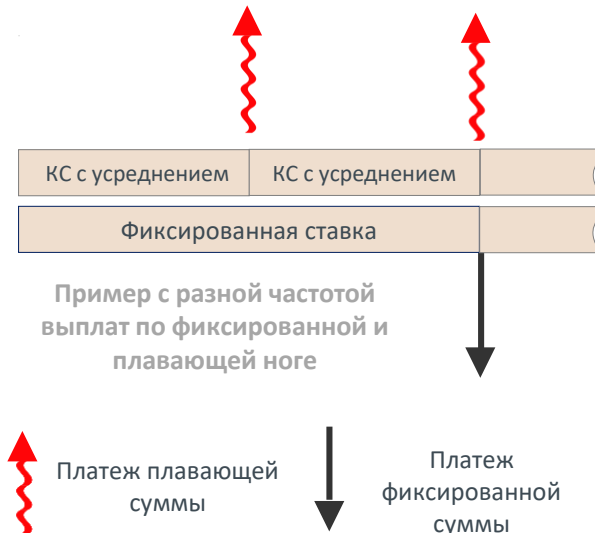 КС с усреднением КС с усреднением
Фиксированная ставка
Пример с разной частотой
выплат по фиксированной и
плавающей ноге
Платеж плавающей
суммы
Платеж
фиксированной
суммы